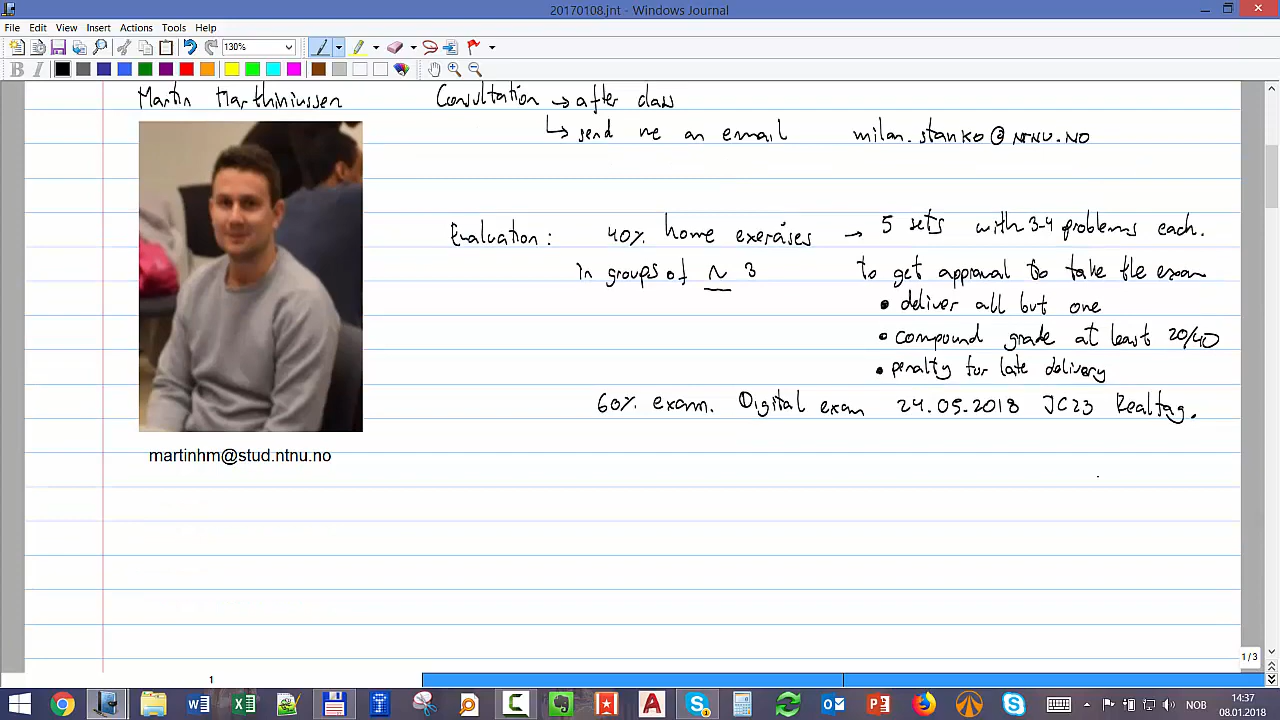 20170108.jnt - Windows Journal
File Edit View Insert Actions Tools Help
130%
Martin Marthiniussen
Consultation → after class
↳ send me an email milan.stanko@NTNU.NO
Evaluation: 40% home exercises → 5 sets with 3-4 problems each.
In groups of ~ 3 to get approval to take the exam
• deliver all but one
• compound grade at least 20/40
• penalty for late delivery
60% exam. Digital exam 24.05.2018 JC23 Realfag.
martinhm@stud.ntnu.no
1/3
1
14:37
NOB
08.01.2018